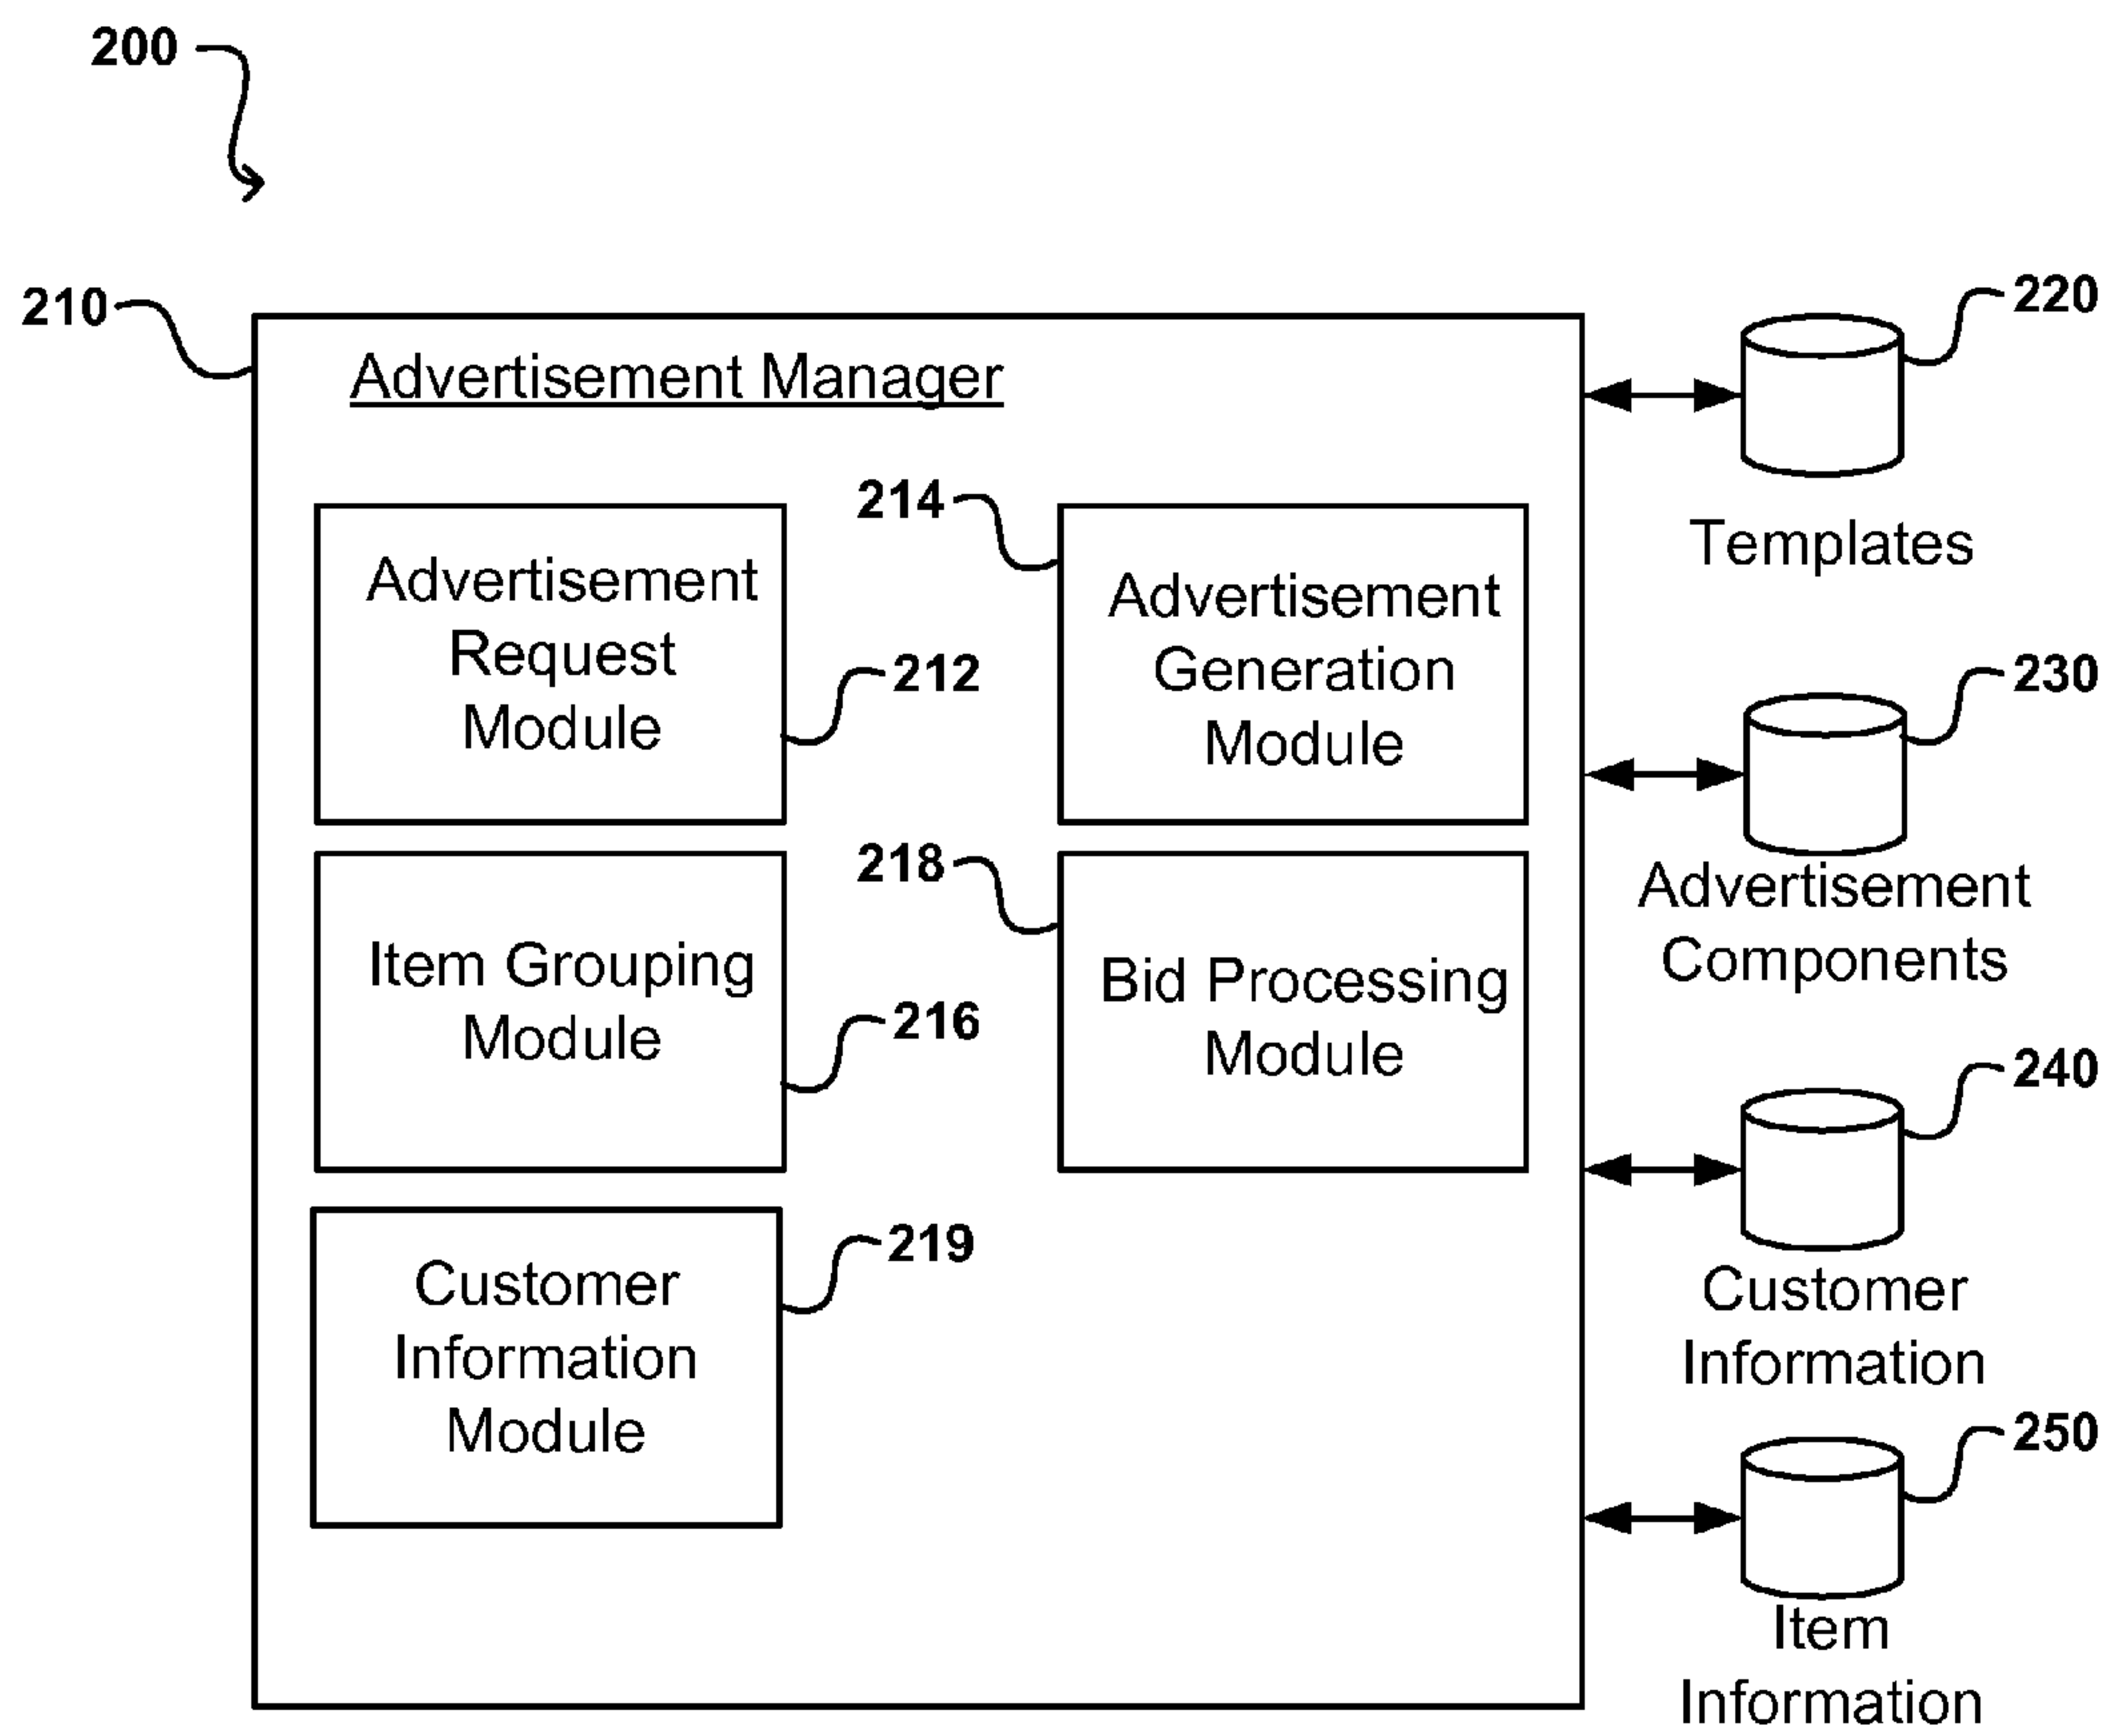 200
210
Advertisement Manager
220
Templates
Advertisement
Request
Module
212
214
Advertisement
Generation
Module
230
Advertisement
Components
Item Grouping
Module
216
218
Bid Processing
Module
240
Customer
Information
Customer
Information
Module
219
250
Item
Information